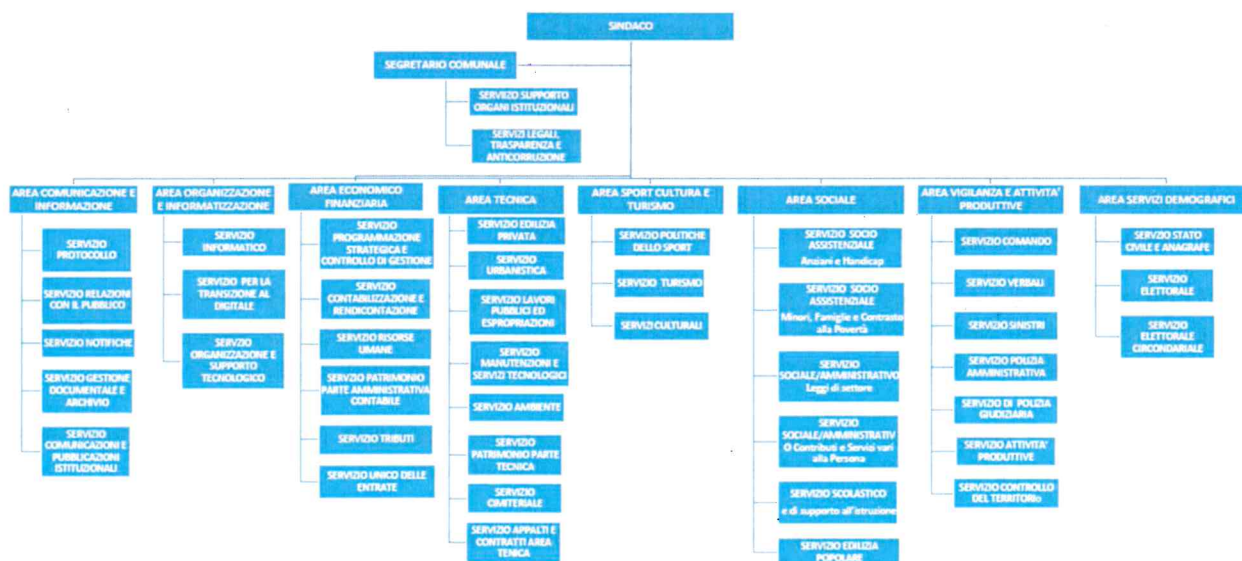 SINDACO
SEGRETARIO COMUNALE
SERVIIZO SUPPORTO
ORGANI ISTITUZIONALI
SERVIZI LEGALI,
TRASPARENZA E
ANTICORRUZIONE
AREA COMUNICAZIONE E
INFORMAZIONE
SERVIZIO
PROTOCOLLO
SERVIZIO RELAZIONI
CON IL PUBBLICO
SERVIZIO NOTIFICHE
SERVIZIO GESTIONE
DOCUMENTALE E
ARCHIVIO
SERVIZIO
COMUNICAZIONI E
PUBBLICAZIONI
ISTITUZIONALI
AREA ORGANIZZAZIONE
E INFORMATIZZAZIONE
SERVIZIO
INFORMATICO
SERVIZIO PER LA
TRANSIZIONE AL
DIGITALE
SERVZIO
ORGANIZZAZIONE E
SUPPORTO
TECNOLOGICO
AREA ECONOMICO
FINANZIARIA
SERVIZIO
PROGRAMMAZIONE
STRATEGICA E
CONTROLLO DI GESTIONE
SERVIZIO
CONTABILIZZAZIONE E
RENDICONTAZIONE
SERVIZIO RISORSE
UMANE
SERVIZIO PATRIMONIO
PARTE AMMINISTRATIVA
CONTABILE
SERVIZIO TRIBUTI
SERVIZIO UNICO DELLE
ENTRATE
AREA TECNICA
SERVIZIO EDILIZIA
PRIVATA
SERVIZIO
URBANISTICA
SERVIZIO LAVORI
PUBBLICI ED
ESPROPRIAZIONI
SERVIZIO
MANUTENZIONI E
SERVIZI TECNOLOGICI
SERVIZIO AMBIENTE
SERVIZIO
PATRIMONIO PARTE
TECNICA
SERVIZIO
CIMITERIALE
SERVIZIO APPALTI E
CONTRATTI AREA
TENICA
AREA SPORT CULTURA E
TURISMO
SERVIZIO POLITICHE
DELLO SPORT
SERVIZIO TURISMO
SERVIZI CULTURALI
AREA SOCIALE
SERVIZIO SOCIO
ASSISTENZIALE
Anziani e Handicap
SERVIZIO SOCIO
ASSISTENZIALE
Minori, Famiglie e Contrasto
alla Povertà
SERVIZIO
SOCIALE/AMMINISTRATIVO
Leggi di settore
SERVIZIO
SOCIALE/AMMINISTRATIV
O Contributi e Servizi vari
alla Persona
SERVIZIO SCOLASTICO
e di supporto all'istruzione
SERVIZIO EDILIZIA
POPOLARE
AREA VIGILANZA E ATTIVITA'
PRODUTTIVE
SERVIZIO COMANDO
SERVIZIO VERBALI
SERVIZIO SINISTRI
SERVIZIO POLIZIA
AMMINISTRATIVA
SERVIZIO DI POLIZIA
GIUDIZIARIA
SERVIZIO ATTIVITA'
PRODUTTIVE
SERVIZIO CONTROLLO
DEL TERRITORIo
AREA SERVIZI DEMOGRAFICI
SERVZIO STATO
CIVILE E ANAGRAFE
SERVIZIO
ELETTORALE
SERVIZIO
ELETTORALE
CIRCONDARIALE